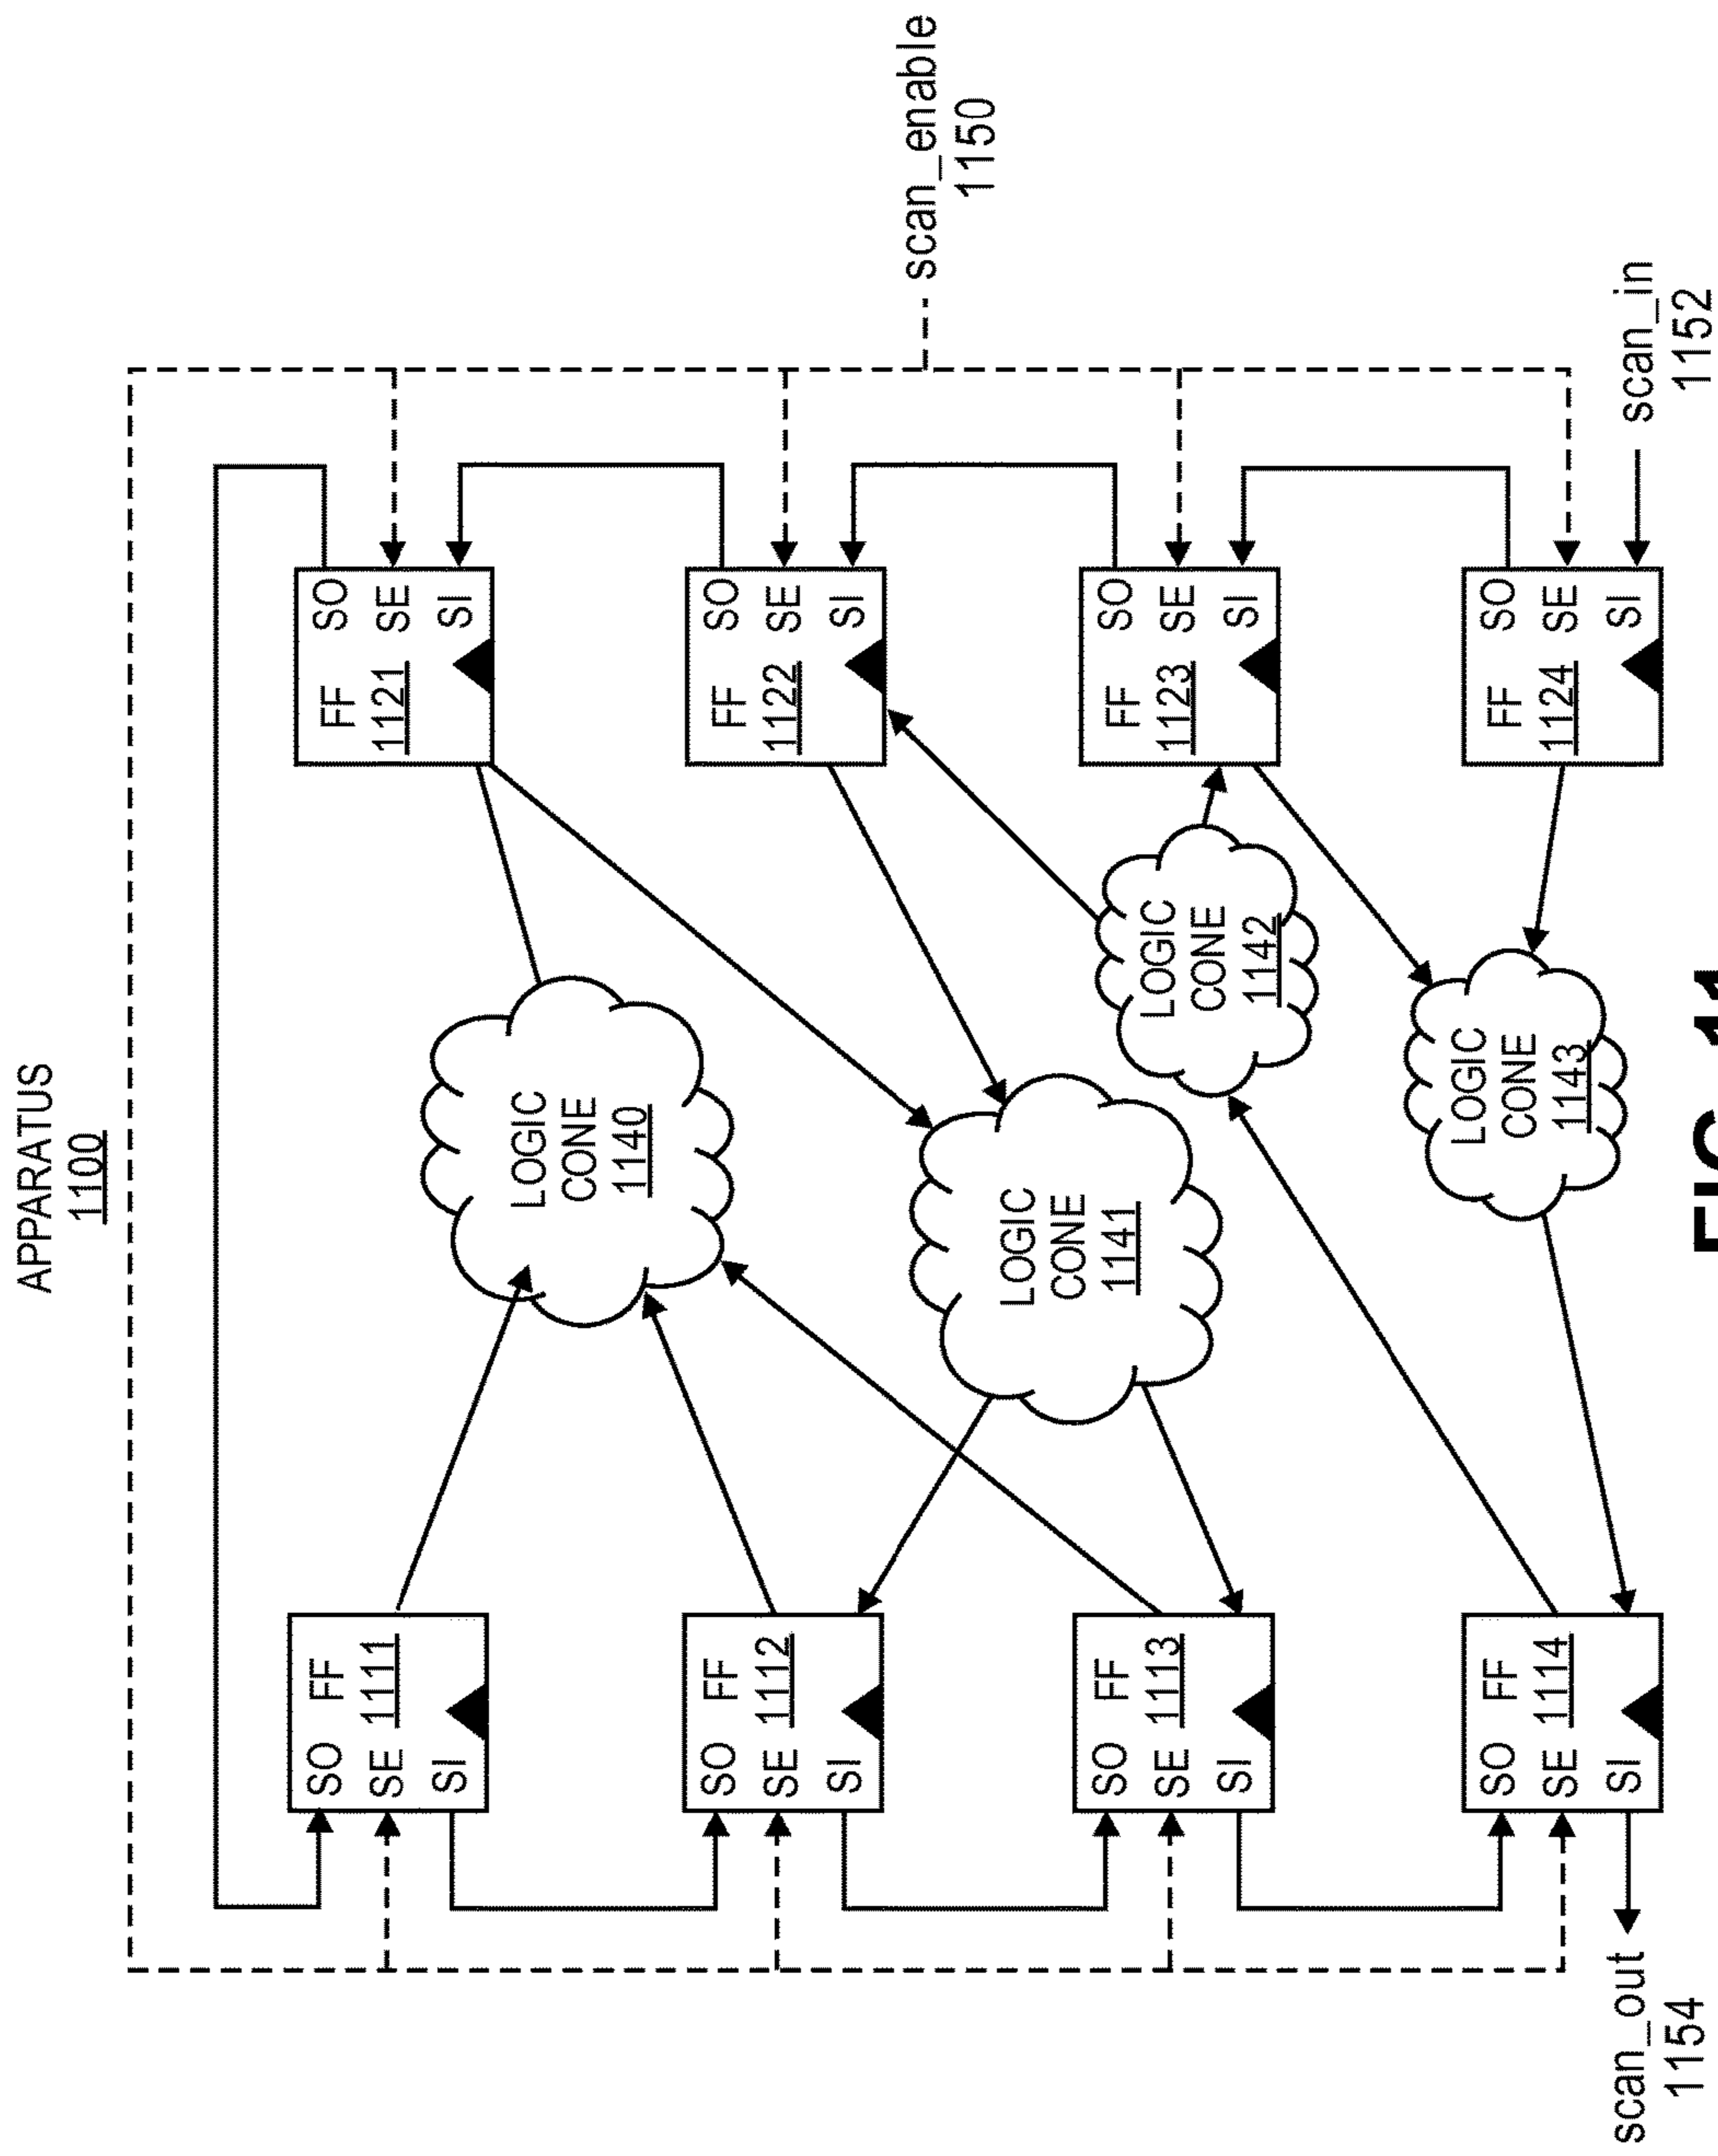 APPARATUS
1100
SO FF
SE 1111
SI
FF SO
1121 SE
SI
LOGIC
CONE
1140
SO FF
SE 1112
SI
FF SO
1122 SE
SI
scan_enable
1150
LOGIC
CONE
1141
SO FF
SE 1113
SI
LOGIC
CONE
1142
FF SO
1123 SE
SI
SO FF
SE 1114
SI
LOGIC
CONE
1143
FF SO
1124 SE
SI
scan_out
1154
scan_in
1152
FIG. 11